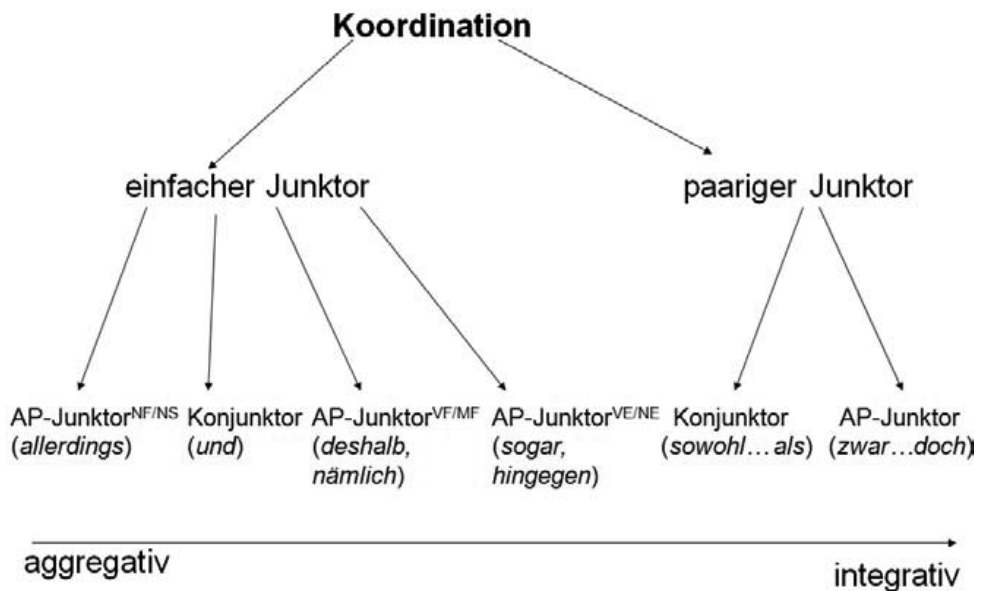 Koordination
einfacher Junktor
paariger Junktor
AP-Junktor^NF/NS Konjunktor AP-Junktor^VF/MF AP-Junktor^VE/NE Konjunktor AP-Junktor
(allerdings) (und) (deshalb, (sogar, (sowohl…als) (zwar…doch)
nämlich) hingegen)
aggregativ
integrativ